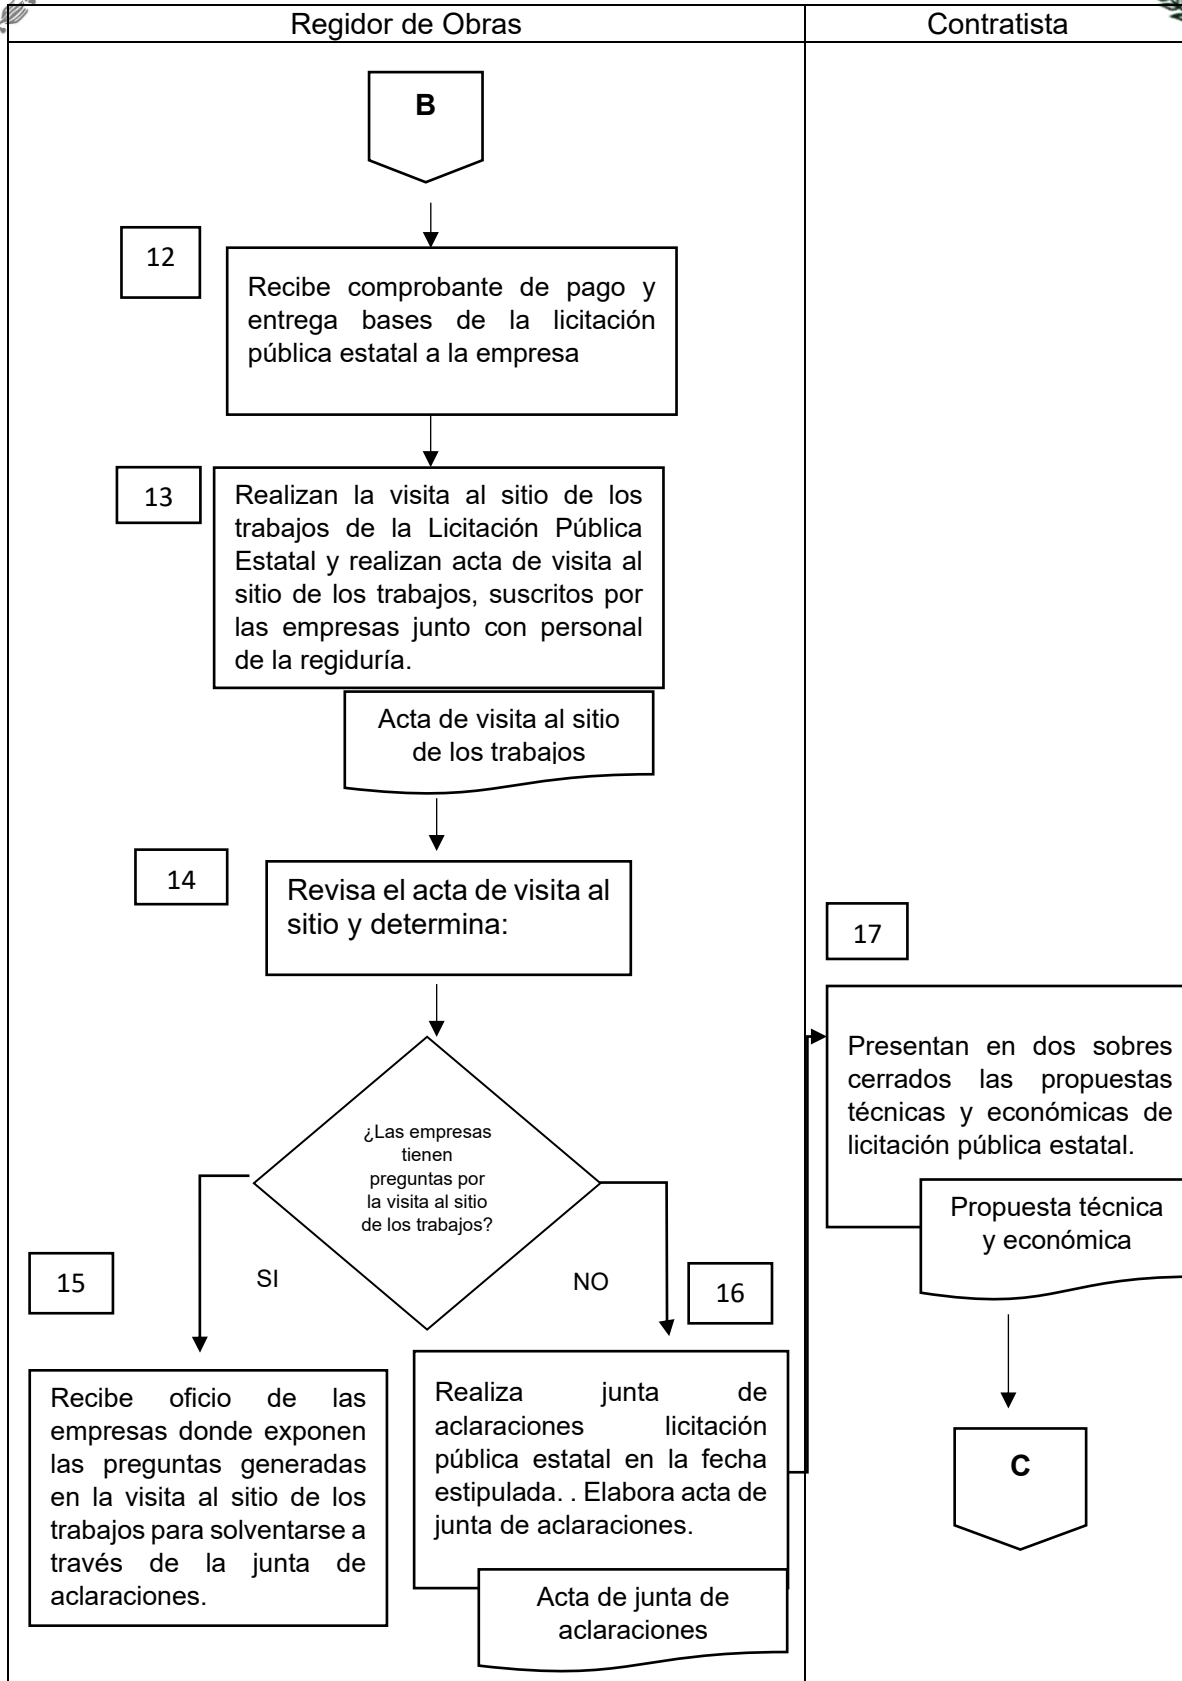 Regidor de Obras
Contratista
B
12
Recibe comprobante de pago y
entrega bases de la licitación
pública estatal a la empresa
13
Realizan la visita al sitio de los
trabajos de la Licitación Pública
Estatal y realizan acta de visita al
sitio de los trabajos, suscritos por
las empresas junto con personal
de la regiduría.
Acta de visita al sitio
de los trabajos
14
Revisa el acta de visita al
sitio y determina:
¿Las empresas
tienen
preguntas por
la visita al sitio
de los trabajos?
SI
NO
15
Recibe oficio de las
empresas donde exponen
las preguntas generadas
en la visita al sitio de los
trabajos para solventarse a
través de la junta de
aclaraciones.
16
Realiza junta de
aclaraciones licitación
pública estatal en la fecha
estipulada. . Elabora acta de
junta de aclaraciones.
Acta de junta de
aclaraciones
17
Presentan en dos sobres
cerrados las propuestas
técnicas y económicas de
licitación pública estatal.
Propuesta técnica
y económica
C